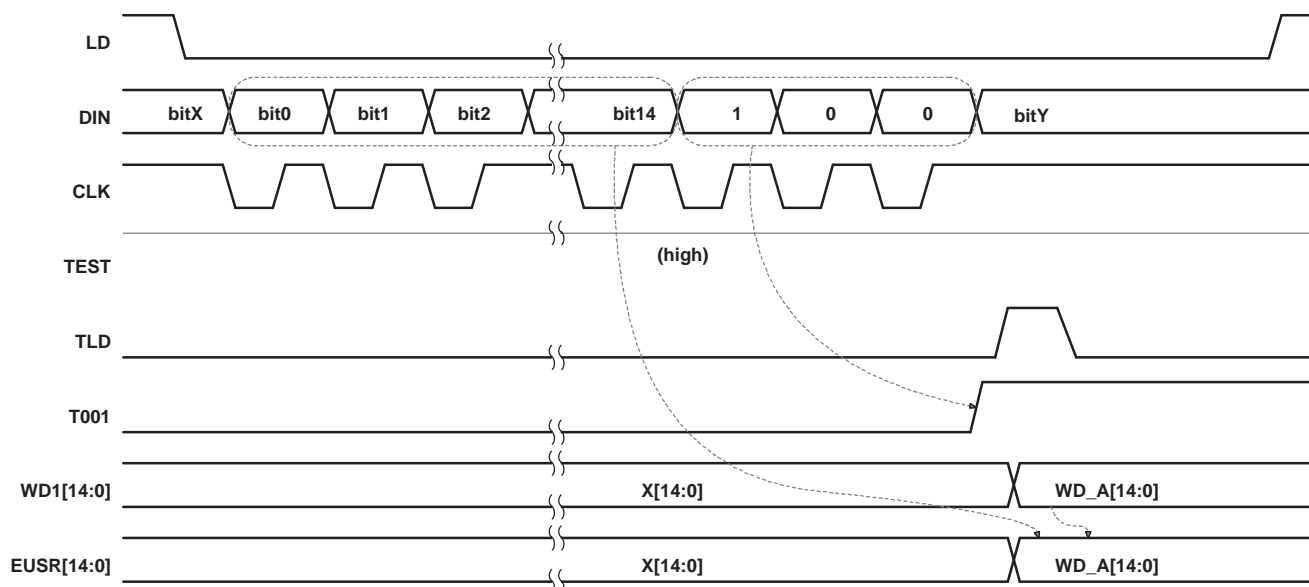 LD
DIN bitX bit0 bit1 bit2 bit14 1 0 0 bitY
CLK
(high)
TEST
TLD
T001
WD1[14:0] X[14:0] WD_A[14:0]
EUSR[14:0] X[14:0] WD_A[14:0]